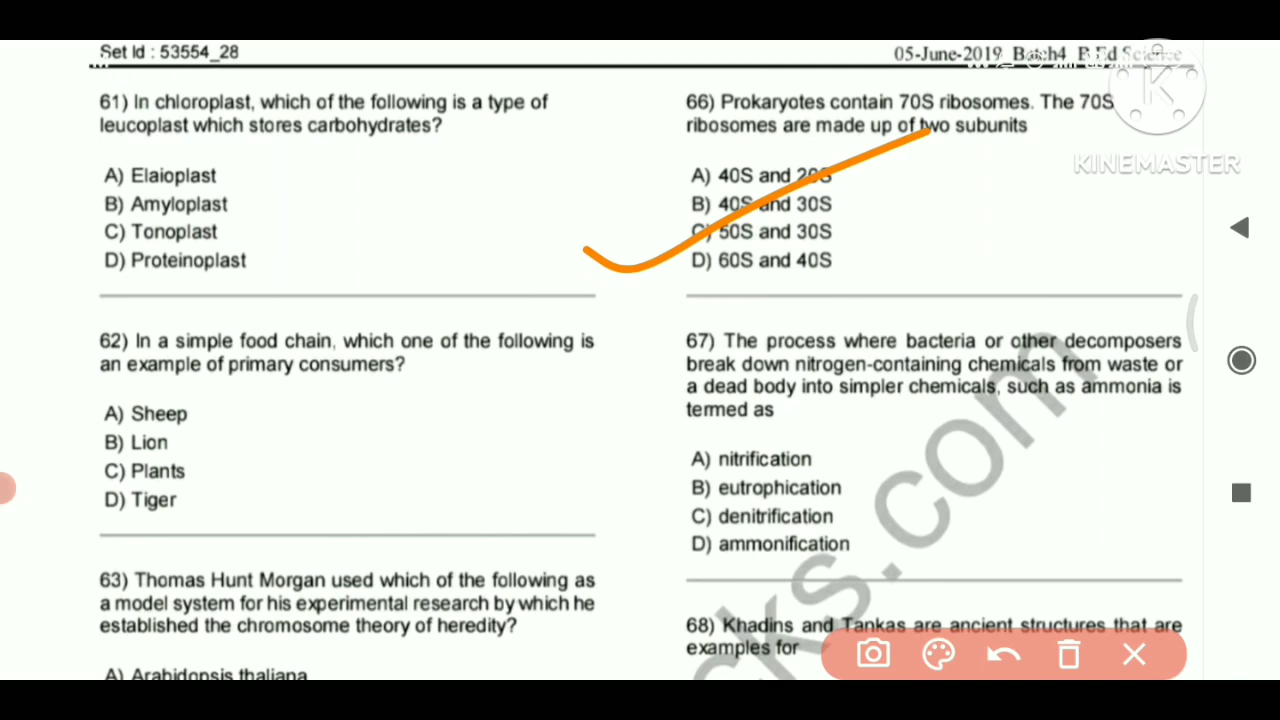 Set Id : 53554_28
05-June-2019 Batch4 B.Ed Science
KINEMASTER
61) In chloroplast, which of the following is a type of
leucoplast which stores carbohydrates?
A) Elaioplast
B) Amyloplast
C) Tonoplast
D) Proteinoplast
62) In a simple food chain, which one of the following is
an example of primary consumers?
A) Sheep
B) Lion
C) Plants
D) Tiger
63) Thomas Hunt Morgan used which of the following as
a model system for his experimental research by which he
established the chromosome theory of heredity?
A) Arabidopsis thaliana
66) Prokaryotes contain 70S ribosomes. The 70S
ribosomes are made up of two subunits
A) 40S and 20S
B) 40S and 30S
C) 50S and 30S
D) 60S and 40S
67) The process where bacteria or other decomposers
break down nitrogen-containing chemicals from waste or
a dead body into simpler chemicals, such as ammonia is
termed as
A) nitrification
B) eutrophication
C) denitrification
D) ammonification
68) Khadins and Tankas are ancient structures that are
examples for
cks.com